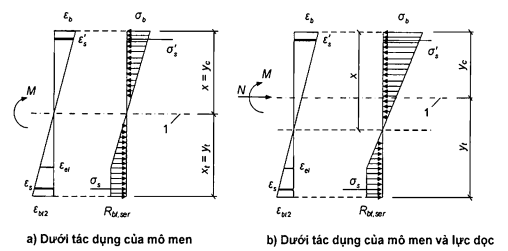 ε_b
σ_b
ε'_s
σ'_s
x = y_c
M
1
x_t = y_t
ε_el
ε_s
σ_s
ε_bt2
R_bt,ser
a) Dưới tác dụng của mô men
ε_b
σ_b
ε'_s
σ'_s
x
y_c
M
N
1
y_t
ε_el
ε_s
σ_s
ε_bt2
R_bt,ser
b) Dưới tác dụng của mô men và lực dọc